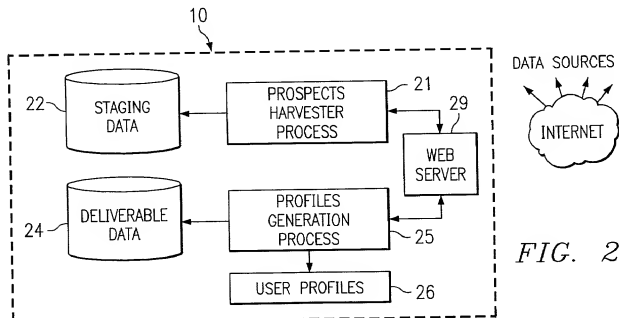 10
22
STAGING
DATA
PROSPECTS
HARVESTER
PROCESS
21
29
WEB
SERVER
DATA SOURCES
INTERNET
24
DELIVERABLE
DATA
PROFILES
GENERATION
PROCESS
25
USER PROFILES
26
FIG. 2